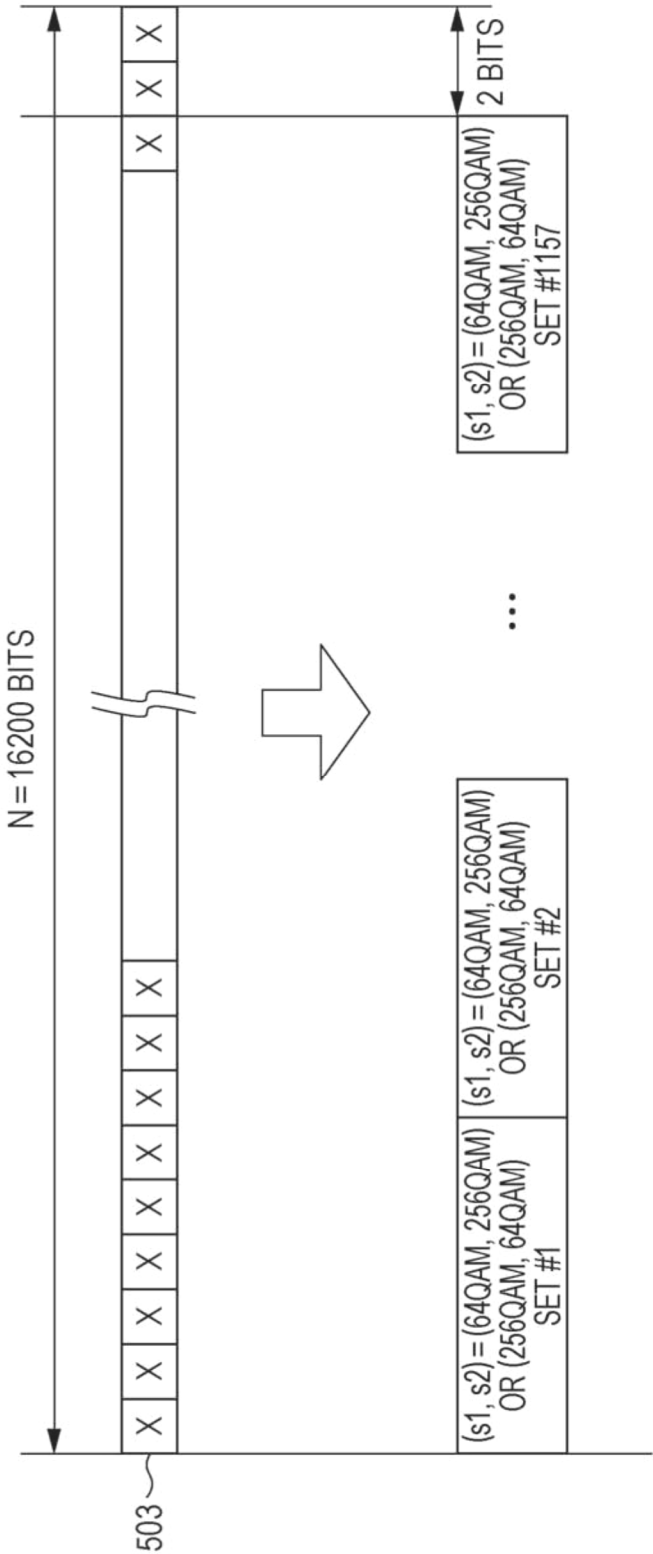 N = 16200 BITS
503
X X X X X X X X X X X X
(s1, s2) = (64QAM, 256QAM)
OR (256QAM, 64QAM)
SET #1
(s1, s2) = (64QAM, 256QAM)
OR (256QAM, 64QAM)
SET #2
...
(s1, s2) = (64QAM, 256QAM)
OR (256QAM, 64QAM)
SET #1157
2 BITS